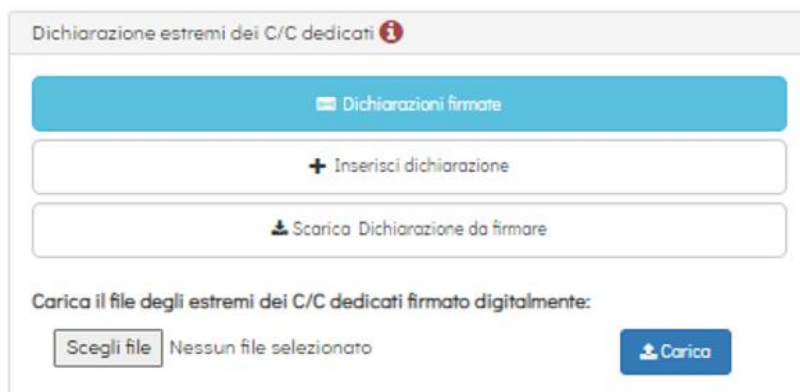 Dichiarazione estremi dei C/C dedicati
Dichiarazioni firmate
Inserisci dichiarazione
Scarica Dichiarazione da firmare
Carica il file degli estremi dei C/C dedicati firmato digitalmente:
Scegli file Nessun file selezionato Carica